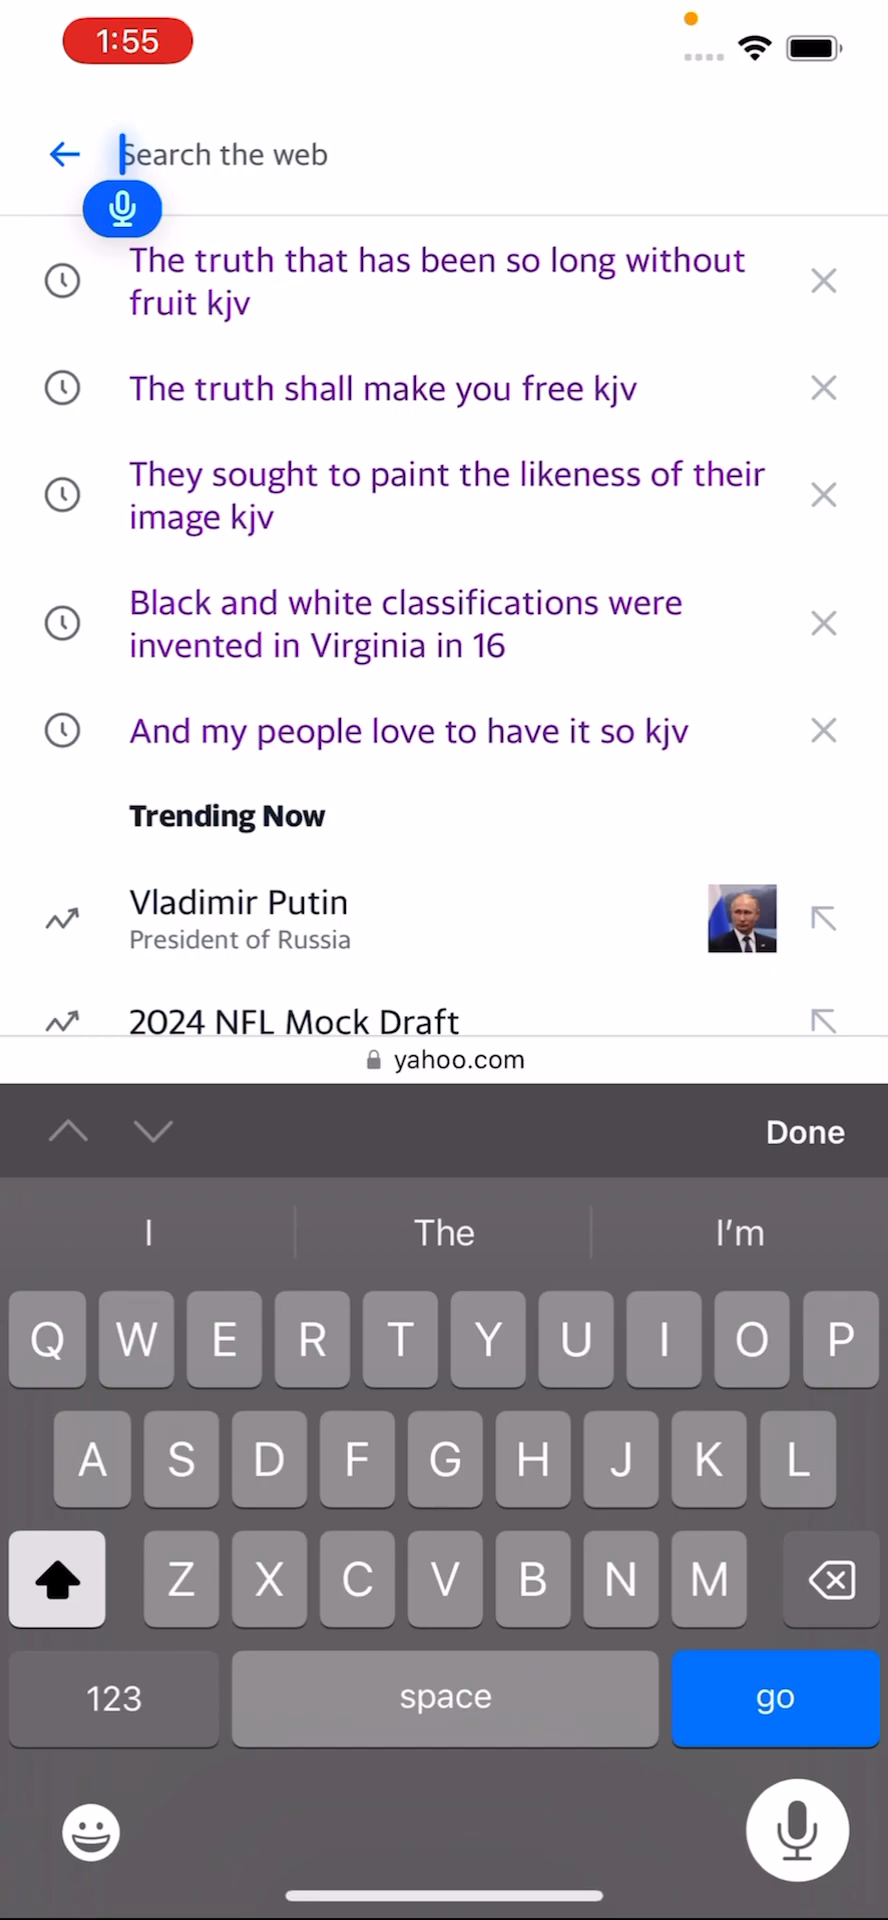 1:55
Search the web
The truth that has been so long without
fruit kjv
The truth shall make you free kjv
They sought to paint the likeness of their
image kjv
Black and white classifications were
invented in Virginia in 16
And my people love to have it so kjv
Trending Now
Vladimir Putin
President of Russia
2024 NFL Mock Draft
yahoo.com
Done
I The I'm
Q W E R T Y U I O P
A S D F G H J K L
Z X C V B N M
123 space go